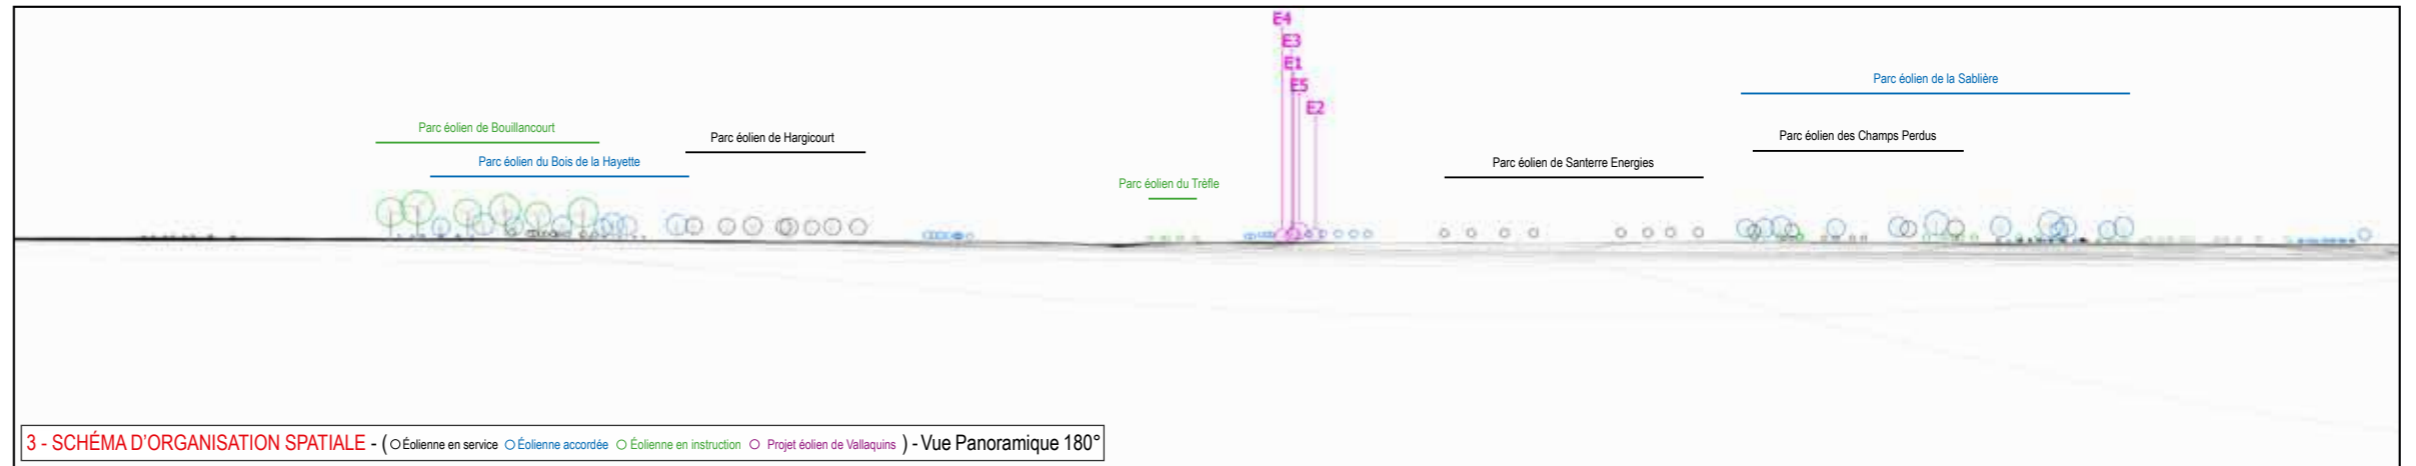 E4
E3
E1
E5
E2
Parc éolien de la Sablière
Parc éolien de Bouillancourt
Parc éolien de Hargicourt
Parc éolien des Champs Perdus
Parc éolien du Bois de la Hayette
Parc éolien de Santerre Energies
Parc éolien du Trèfle
3 - SCHÉMA D'ORGANISATION SPATIALE - ( Éolienne en service Éolienne accordée Éolienne en instruction Projet éolien de Vallaquins ) - Vue Panoramique 180°